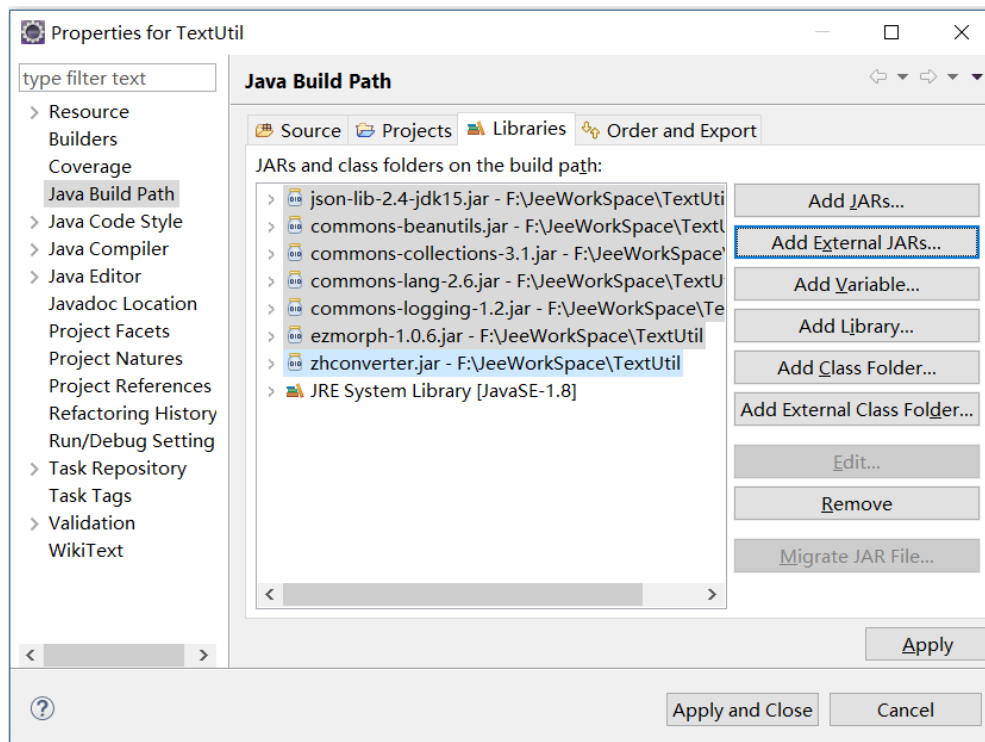 Properties for TextUtil
type filter text
Resource
Builders
Coverage
Java Build Path
Java Code Style
Java Compiler
Java Editor
Javadoc Location
Project Facets
Project Natures
Project References
Refactoring History
Run/Debug Setting
Task Repository
Task Tags
Validation
WikiText
Java Build Path
Source Projects Libraries Order and Export
JARs and class folders on the build path:
json-lib-2.4-jdk15.jar - F:\JeeWorkSpace\TextUti
commons-beanutils.jar - F:\JeeWorkSpace\TextU
commons-collections-3.1.jar - F:\JeeWorkSpace\
commons-lang-2.6.jar - F:\JeeWorkSpace\TextU
commons-logging-1.2.jar - F:\JeeWorkSpace\Te
ezmorph-1.0.6.jar - F:\JeeWorkSpace\TextUtil
zhconverter.jar - F:\JeeWorkSpace\TextUtil
JRE System Library [JavaSE-1.8]
Add JARs...
Add External JARs...
Add Variable...
Add Library...
Add Class Folder...
Add External Class Folder...
Edit...
Remove
Migrate JAR File...
Apply
?
Apply and Close
Cancel